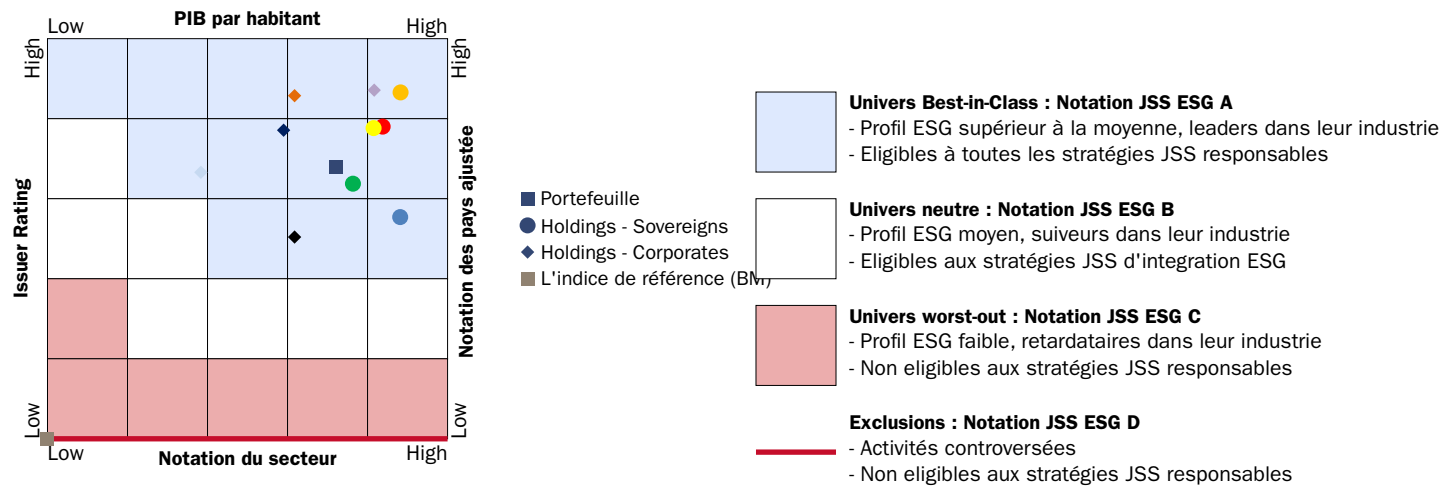 PIB par habitant
Low
High
High
High
Issuer Rating
Notation des pays ajustée
Low
Low
Low
High
Notation du secteur
Portefeuille
Holdings - Sovereigns
Holdings - Corporates
L'indice de référence (BM)
Univers Best-in-Class : Notation JSS ESG A
- Profil ESG supérieur à la moyenne, leaders dans leur industrie
- Eligibles à toutes les stratégies JSS responsables
Univers neutre : Notation JSS ESG B
- Profil ESG moyen, suiveurs dans leur industrie
- Eligibles aux stratégies JSS d'integration ESG
Univers worst-out : Notation JSS ESG C
- Profil ESG faible, retardataires dans leur industrie
- Non eligibles aux stratégies JSS responsables
Exclusions : Notation JSS ESG D
- Activités controversées
- Non eligibles aux stratégies JSS responsables